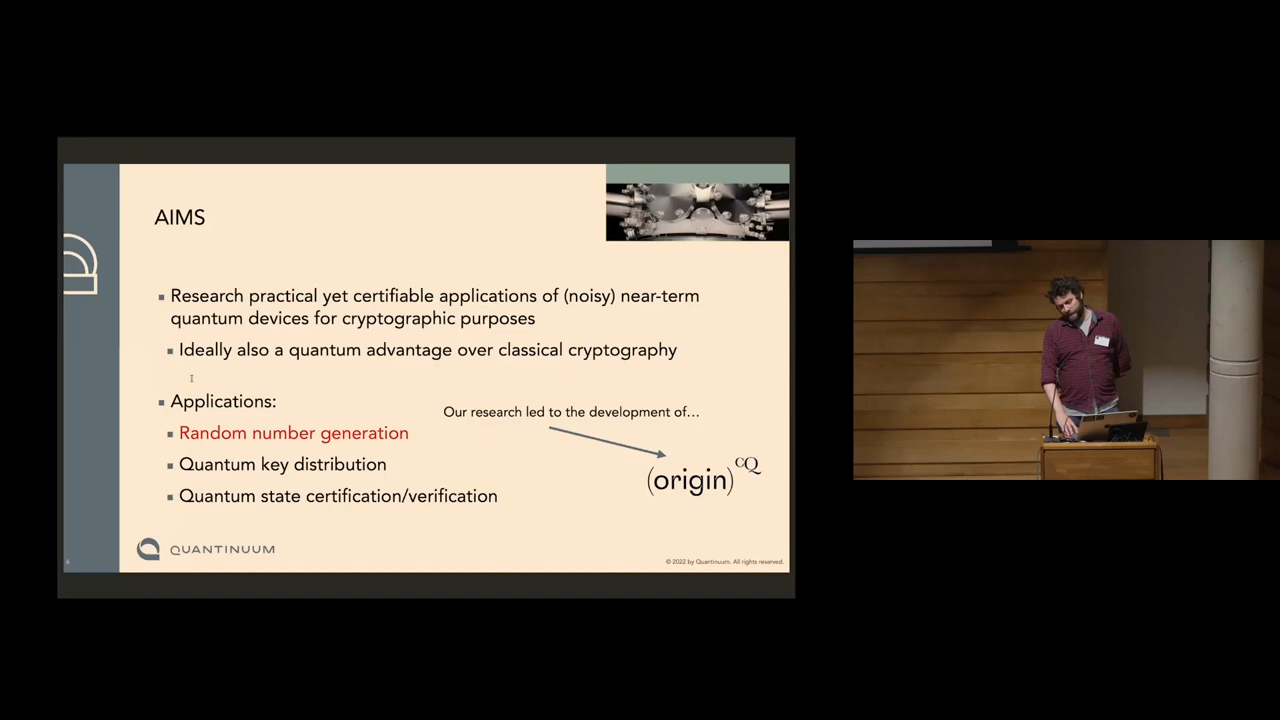 AIMS
▪ Research practical yet certifiable applications of (noisy) near-term
quantum devices for cryptographic purposes
▪ Ideally also a quantum advantage over classical cryptography
▪ Applications:
Our research led to the development of…
▪ Random number generation
▪ Quantum key distribution
(origin)^cQ
▪ Quantum state certification/verification
QUANTINUUM
© 2022 by Quantinuum. All rights reserved.